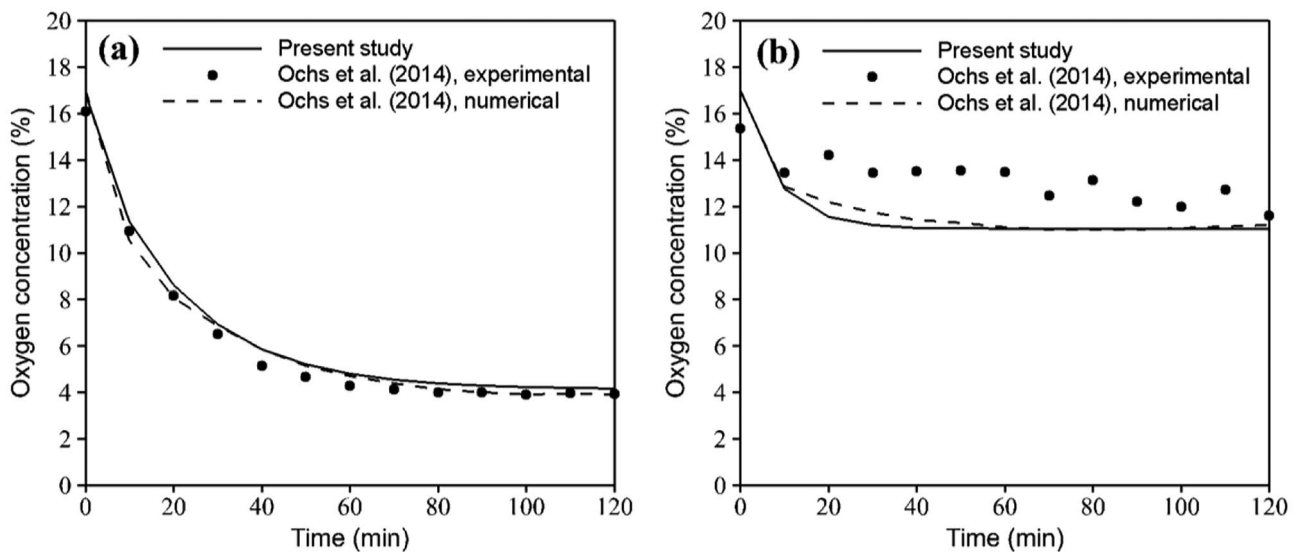 (a)
Present study
Ochs et al. (2014), experimental
Ochs et al. (2014), numerical
Oxygen concentration (%)
20
18
16
14
12
10
8
6
4
2
0
0 20 40 60 80 100 120
Time (min)
(b)
Present study
Ochs et al. (2014), experimental
Ochs et al. (2014), numerical
Oxygen concentration (%)
20
18
16
14
12
10
8
6
4
2
0
0 20 40 60 80 100 120
Time (min)